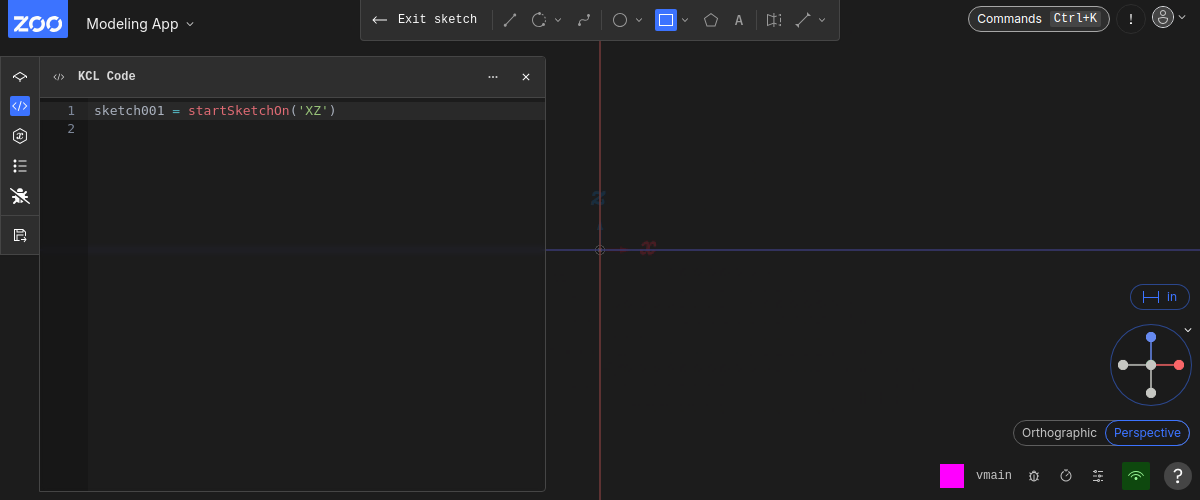 ZOO
Modeling App
Exit sketch
A
Commands Ctrl+K
!
KCL Code
1 sketch001 = startSketchOn('XZ')
2
z
x
in
Orthographic Perspective
vmain
?